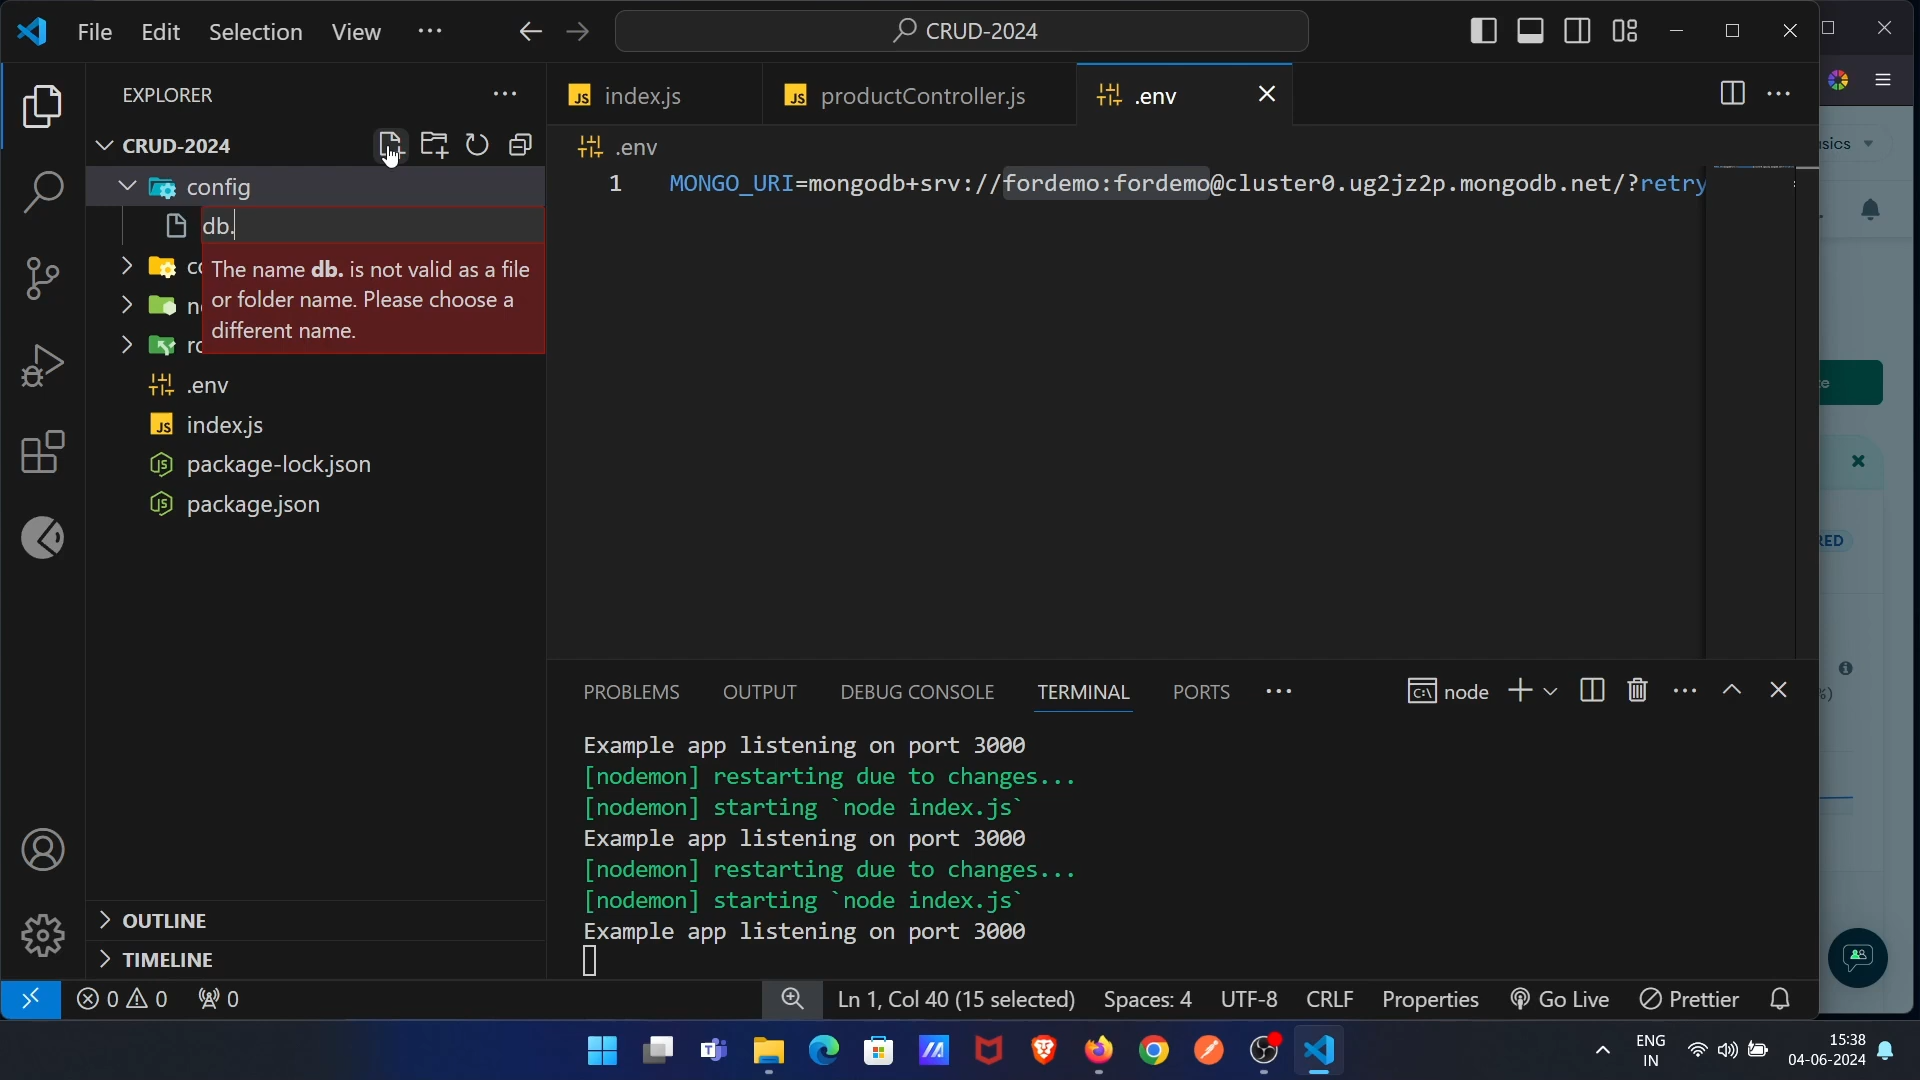 File Edit Selection View ··· CRUD-2024
EXPLORER
CRUD-2024
config
db.
The name db. is not valid as a file
or folder name. Please choose a
different name.
.env
index.js
package-lock.json
package.json
OUTLINE
TIMELINE
index.js productController.js .env
.env
1 MONGO_URI=mongodb+srv://fordemo:fordemo@cluster0.ug2jz2p.mongodb.net/?retry
PROBLEMS OUTPUT DEBUG CONSOLE TERMINAL PORTS ··· node
Example app listening on port 3000
[nodemon] restarting due to changes...
[nodemon] starting `node index.js`
Example app listening on port 3000
[nodemon] restarting due to changes...
[nodemon] starting `node index.js`
Example app listening on port 3000
0 0 0 Ln 1, Col 40 (15 selected) Spaces: 4 UTF-8 CRLF Properties Go Live Prettier
ENG
IN
15:38
04-06-2024